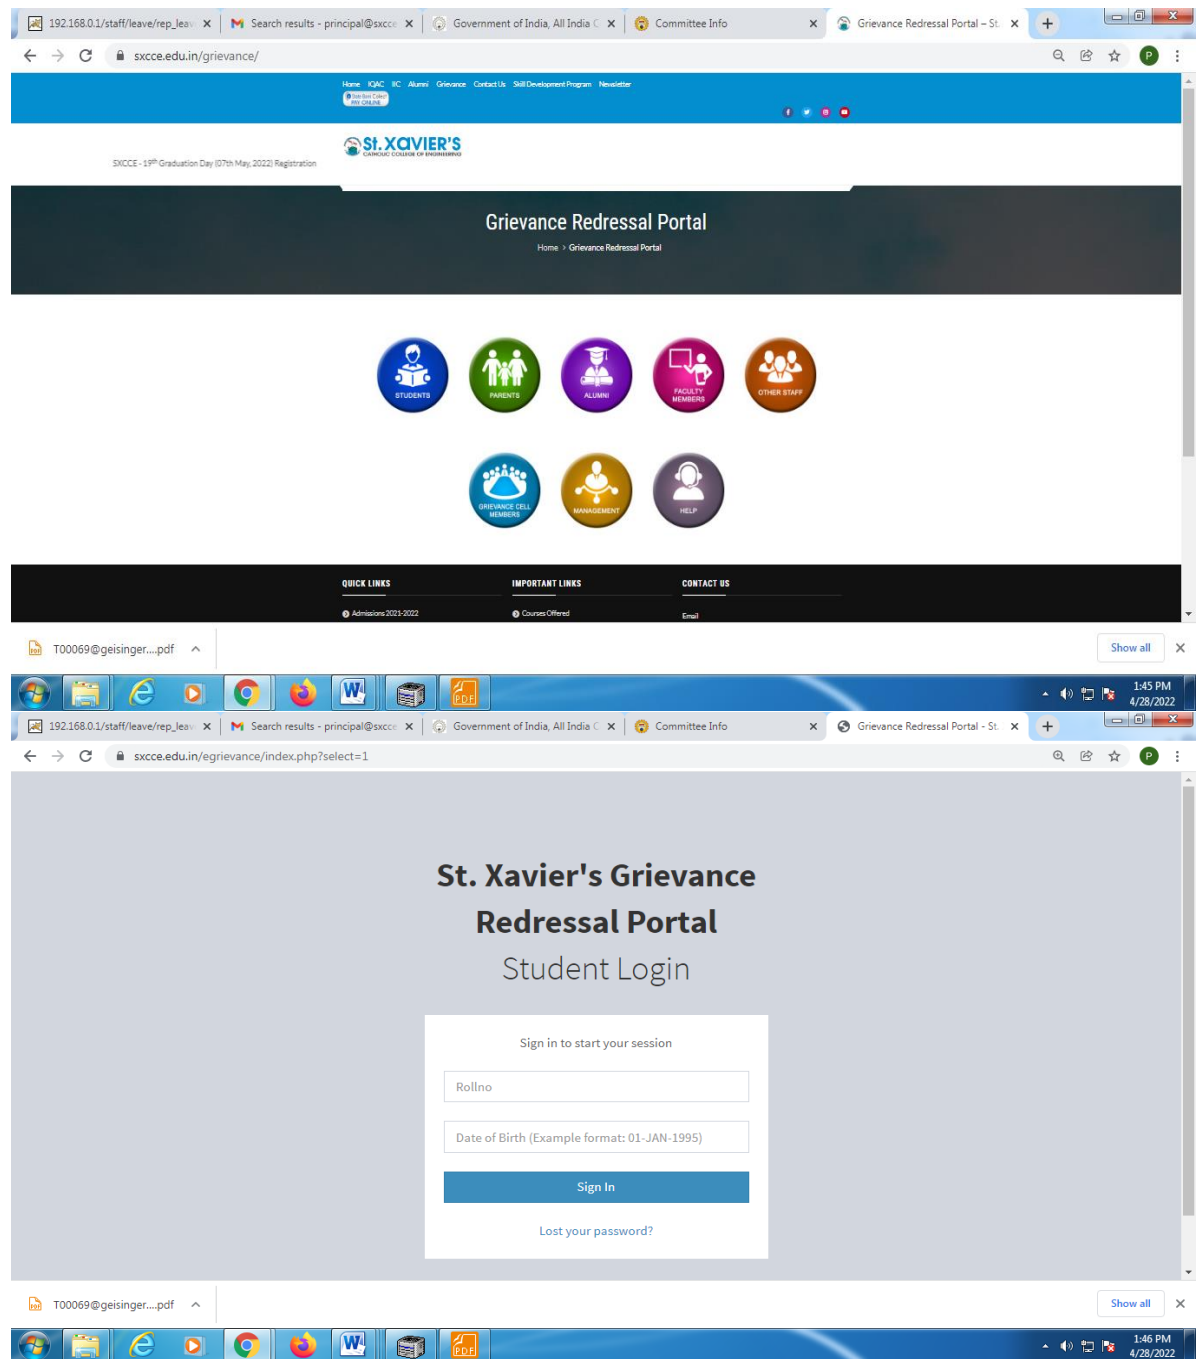 192.168.0.1/staff/leave/rep_leav
Search results - principal@sxcce
Government of India, All India C
Committee Info
Grievance Redressal Portal – St.
sxcce.edu.in/grievance/
P
Home IQAC IIC Alumni Grievance Contact Us Skill Development Program Newsletter
State Bank Collect
PAY ONLINE
St. XAVIER'S
CATHOLIC COLLEGE OF ENGINEERING
SXCCE - 19th Graduation Day (07th May, 2022) Registration
Grievance Redressal Portal
Home > Grievance Redressal Portal
STUDENTS
PARENTS
ALUMNI
FACULTY MEMBERS
OTHER STAFF
GRIEVANCE CELL MEMBERS
MANAGEMENT
HELP
QUICK LINKS
IMPORTANT LINKS
CONTACT US
Admissions 2021-2022
Courses Offered
Email
T00069@geisinger....pdf
Show all
1:45 PM
4/28/2022
192.168.0.1/staff/leave/rep_leav
Search results - principal@sxcce
Government of India, All India C
Committee Info
Grievance Redressal Portal - St.
sxcce.edu.in/egrievance/index.php?select=1
P
St. Xavier's Grievance
Redressal Portal
Student Login
Sign in to start your session
Rollno
Date of Birth (Example format: 01-JAN-1995)
Sign In
Lost your password?
T00069@geisinger....pdf
Show all
1:46 PM
4/28/2022